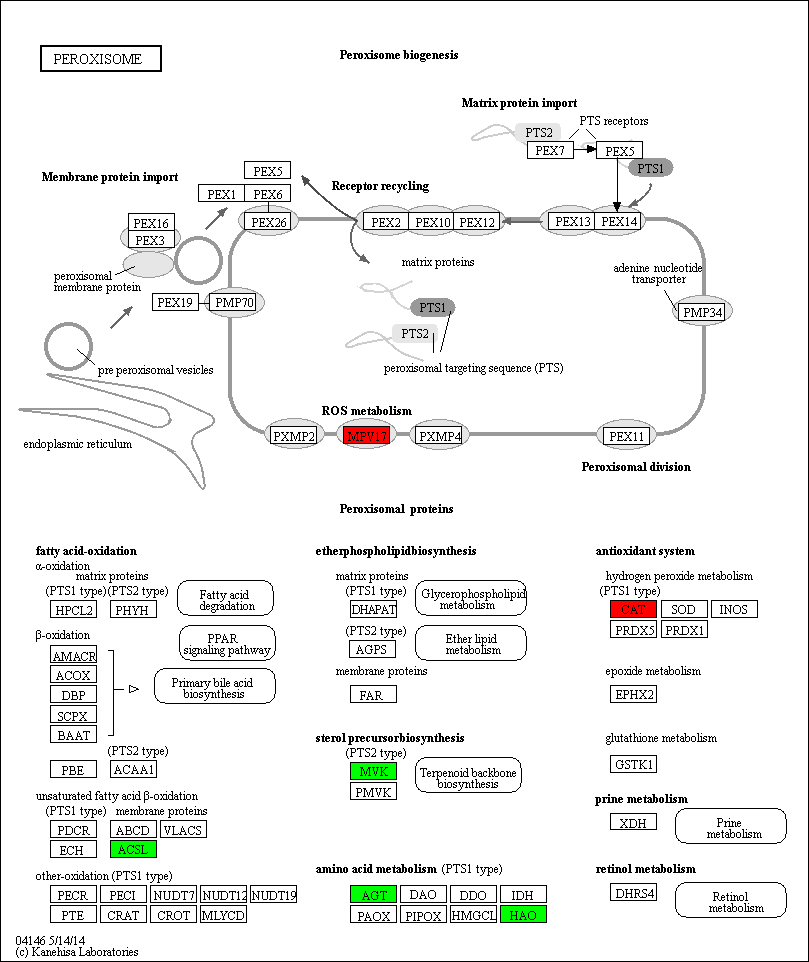 PEROXISOME
Peroxisome biogenesis
Matrix protein import
PTS2
PTS receptors
PEX7
PEX5
PTS1
Membrane protein import
PEX5
PEX1
PEX6
Receptor recycling
PEX16
PEX3
PEX26
PEX2
PEX10
PEX12
PEX13
PEX14
matrix proteins
adenine nucleotide
transporter
peroxisomal
membrane protein
PEX19
PMP70
PTS1
PMP34
PTS2
pre peroxisomal vesicles
peroxisomal targeting sequence (PTS)
ROS metabolism
endoplasmic reticulum
PXMP2
MPV17
PXMP4
PEX11
Peroxisomal division
Peroxisomal proteins
fatty acid-oxidation
α-oxidation
matrix proteins
(PTS1 type)
(PTS2 type)
HPCL2
PHYH
Fatty acid
degradation
β-oxidation
PPAR
signaling pathway
AMACR
ACOX
DBP
SCPX
BAAT
Primary bile acid
biosynthesis
(PTS2 type)
PBE
ACAA1
unsaturated fatty acid β-oxidation
(PTS1 type)
membrane proteins
PDCR
ABCD
VLACS
ECH
ACSL
other-oxidation (PTS1 type)
PECR
PECI
NUDT7
NUDT12
NUDT19
PTE
CRAT
CROT
MLYCD
etherphospholipidbiosynthesis
matrix proteins
(PTS1 type)
DHAPAT
Glycerophospholipid
metabolism
(PTS2 type)
AGPS
Ether lipid
metabolism
membrane proteins
FAR
sterol precursorbiosynthesis
(PTS2 type)
MVK
PMVK
Terpenoid backbone
biosynthesis
amino acid metabolism (PTS1 type)
AGT
DAO
DDO
IDH
PAOX
PIPOX
HMGCL
HAO
antioxidant system
hydrogen peroxide metabolism
(PTS1 type)
CAT
SOD
INOS
PRDX5
PRDX1
epoxide metabolism
EPHX2
glutathione metabolism
GSTK1
prine metabolism
XDH
Prine
metabolism
retinol metabolism
DHRS4
Retinol
metabolism
04146 5/14/14
(c) Kanehisa Laboratories